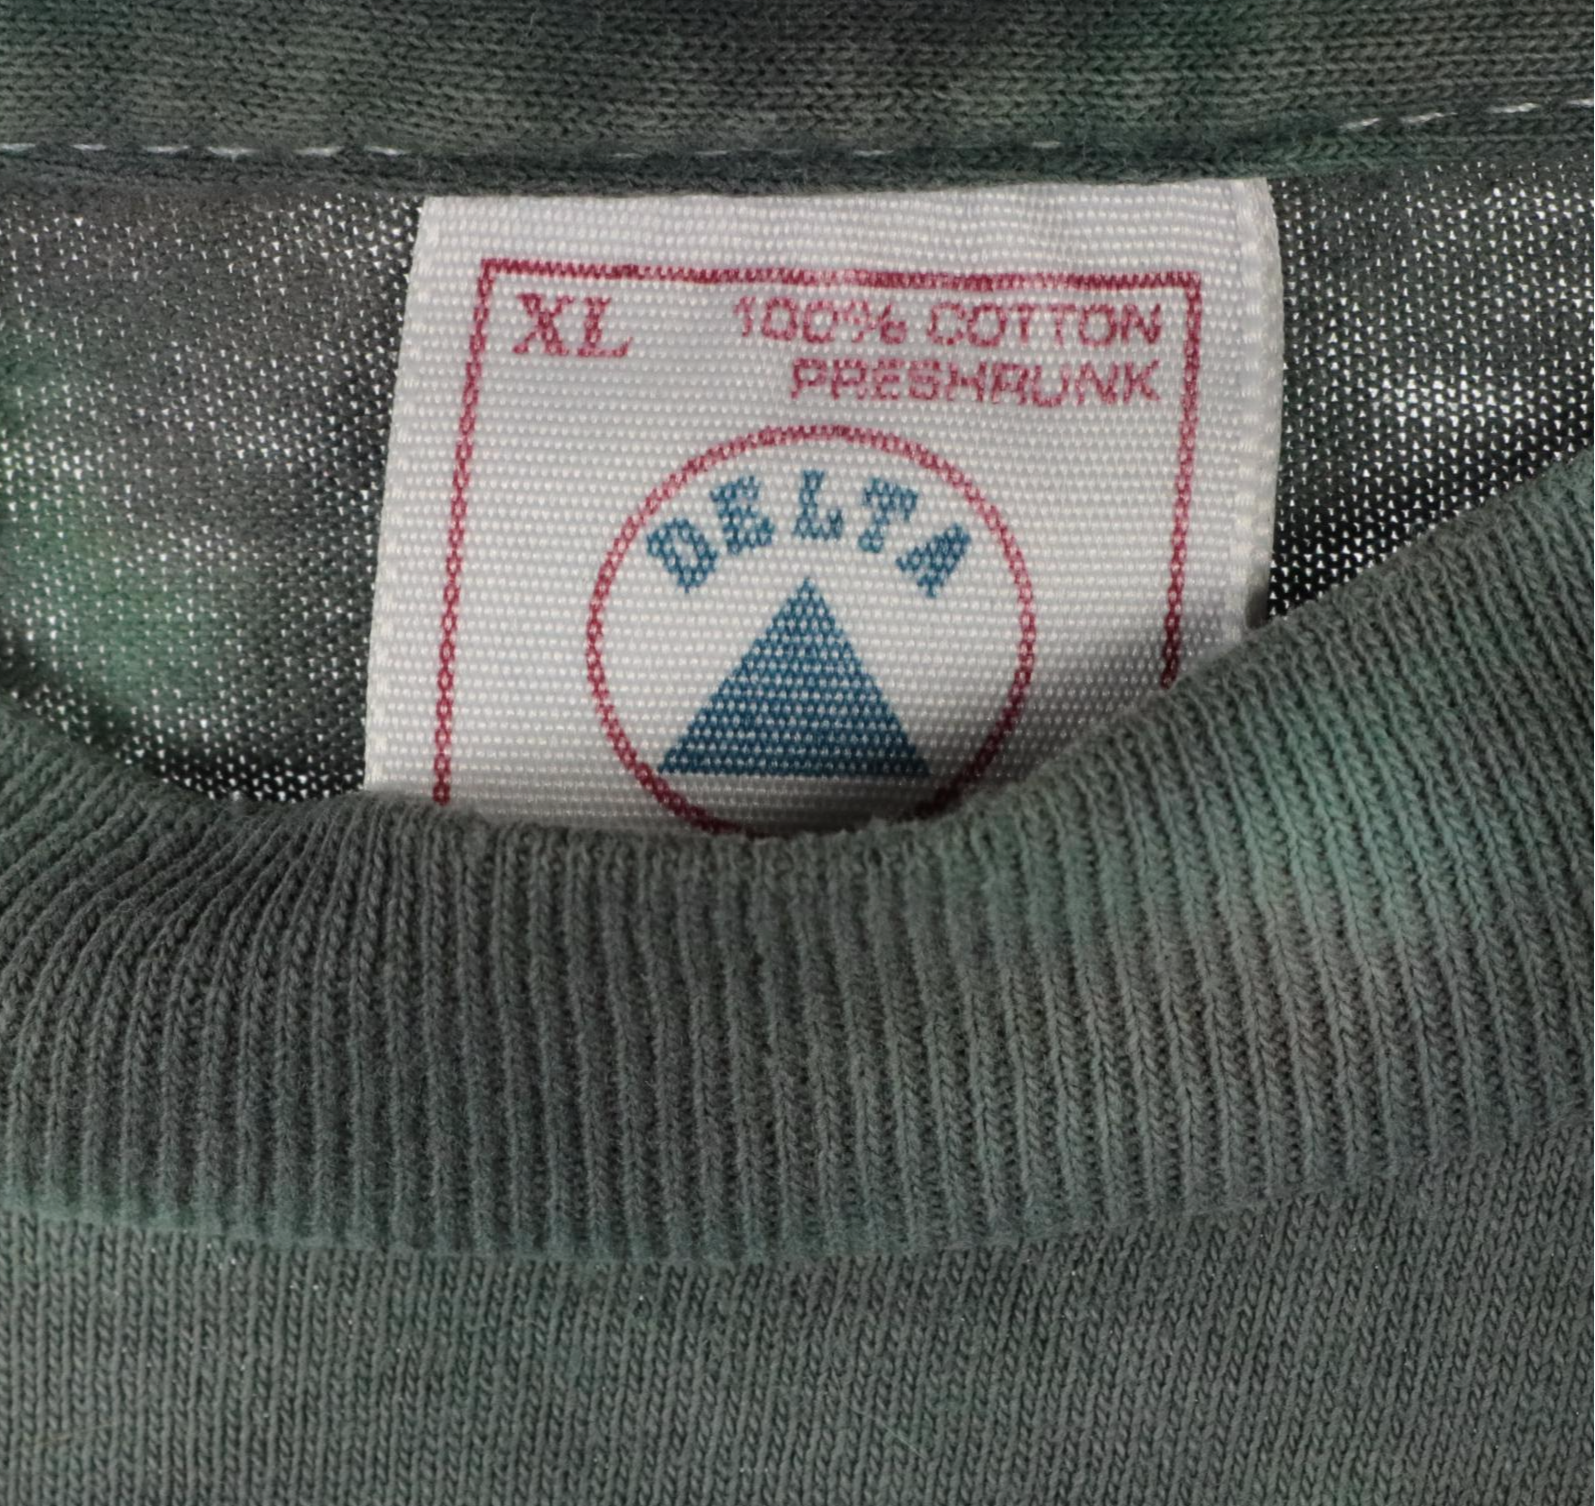 XL 100% COTTON
PRESHRUNK
DELTA